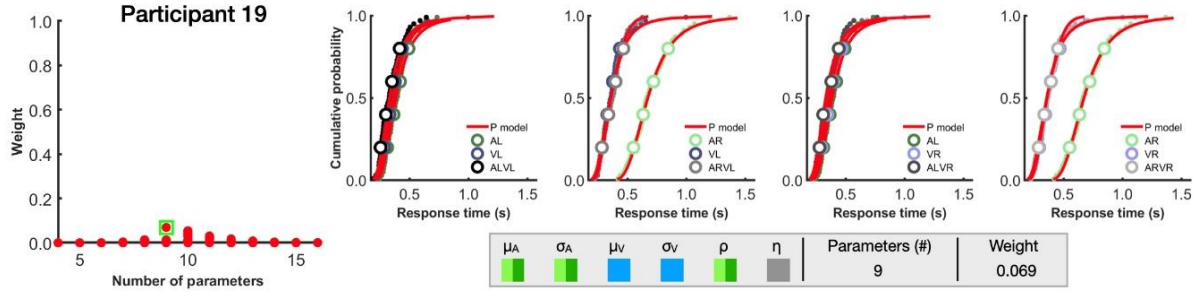 Participant 19
1.0
0.8
0.6
0.4
0.2
0.0
Weight
5 10 15
Number of parameters
Cumulative probability
1.0
0.5
0.0
P model
AL
VL
ALVL
0.5 1.0 1.5
Response time (s)
1.0
0.5
0.0
P model
AR
VL
ARVL
0.5 1.0 1.5
Response time (s)
1.0
0.5
0.0
P model
AL
VR
ALVR
0.5 1.0 1.5
Response time (s)
1.0
0.5
0.0
P model
AR
VR
ARVR
0.5 1.0 1.5
Response time (s)
μA σA μV σV ρ η Parameters (#) Weight
9 0.069